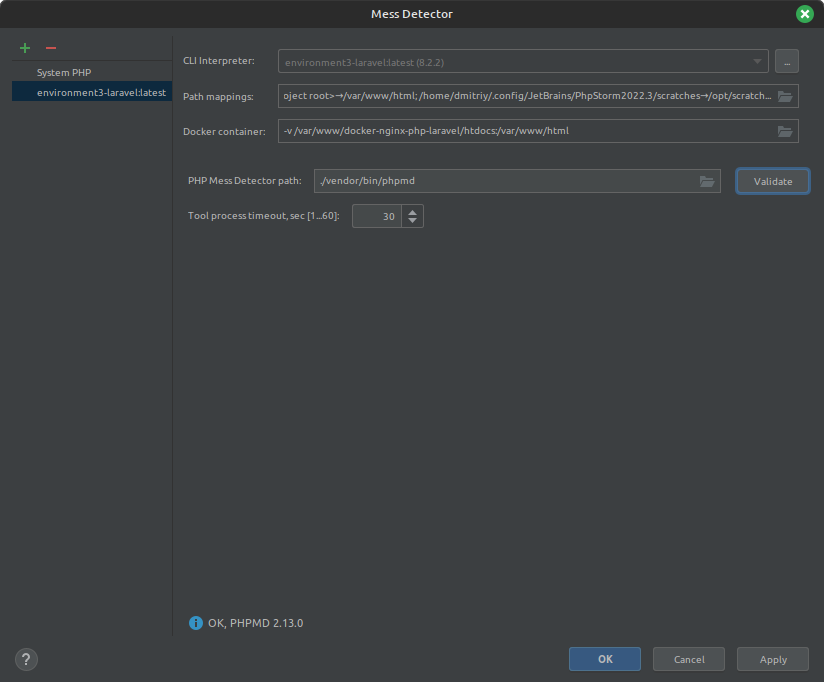 Mess Detector
System PHP
environment3-laravel:latest
CLI Interpreter:
environment3-laravel:latest (8.2.2)
...
Path mappings:
oject root>→/var/www/html; /home/dmitriy/.config/JetBrains/PhpStorm2022.3/scratches→/opt/scratch...
Docker container:
-v /var/www/docker-nginx-php-laravel/htdocs:/var/www/html
PHP Mess Detector path:
./vendor/bin/phpmd
Validate
Tool process timeout, sec [1...60]:
30
OK, PHPMD 2.13.0
?
OK
Cancel
Apply